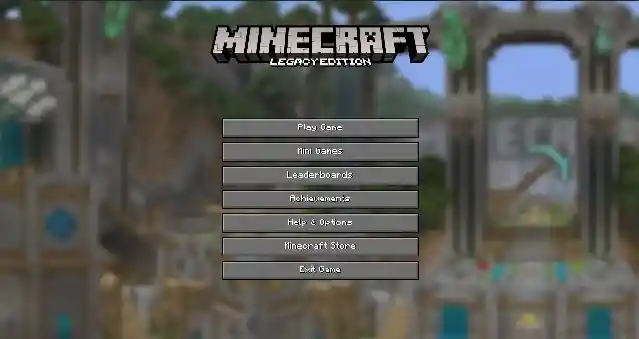 MINECRAFT
LEGACY EDITION
Play Game
Mini Games
Leaderboards
Achievements
Help & Options
Minecraft Store
Exit Game